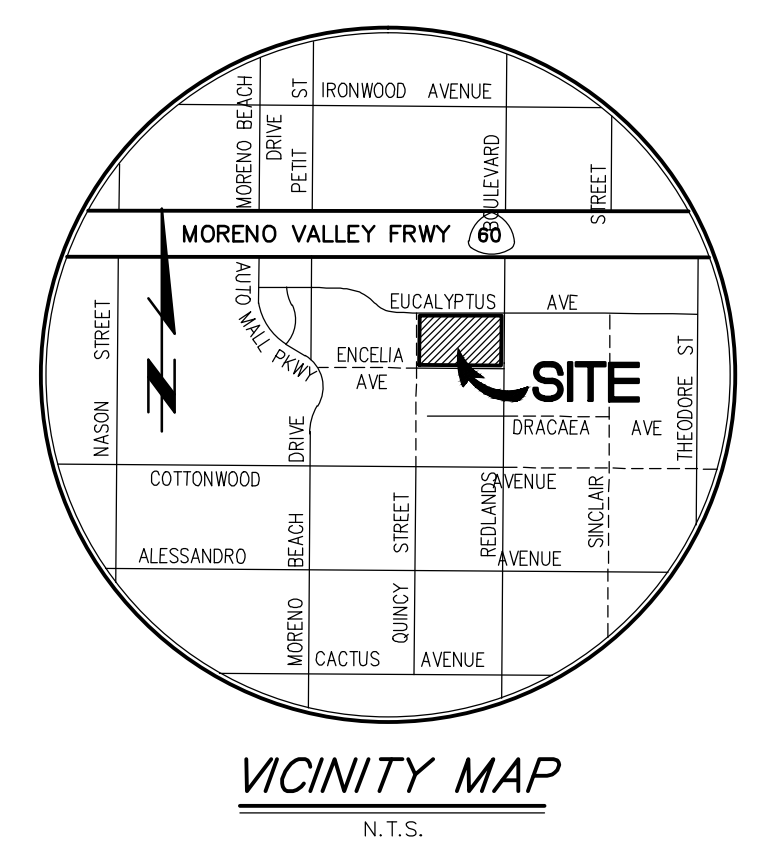 IRONWOOD AVENUE
MORENO BEACH
DRIVE
PETIT ST
BOULEVARD
STREET
MORENO VALLEY FRWY 60
AUTO MALL PKWY
EUCALYPTUS AVE
NASON STREET
ENCELIA
AVE
SITE
THEODORE ST
DRACAEA AVE
COTTONWOOD AVENUE
MORENO BEACH DRIVE
QUINCY STREET
REDLANDS
SINCLAIR
ALESSANDRO AVENUE
CACTUS AVENUE
VICINITY MAP
N.T.S.